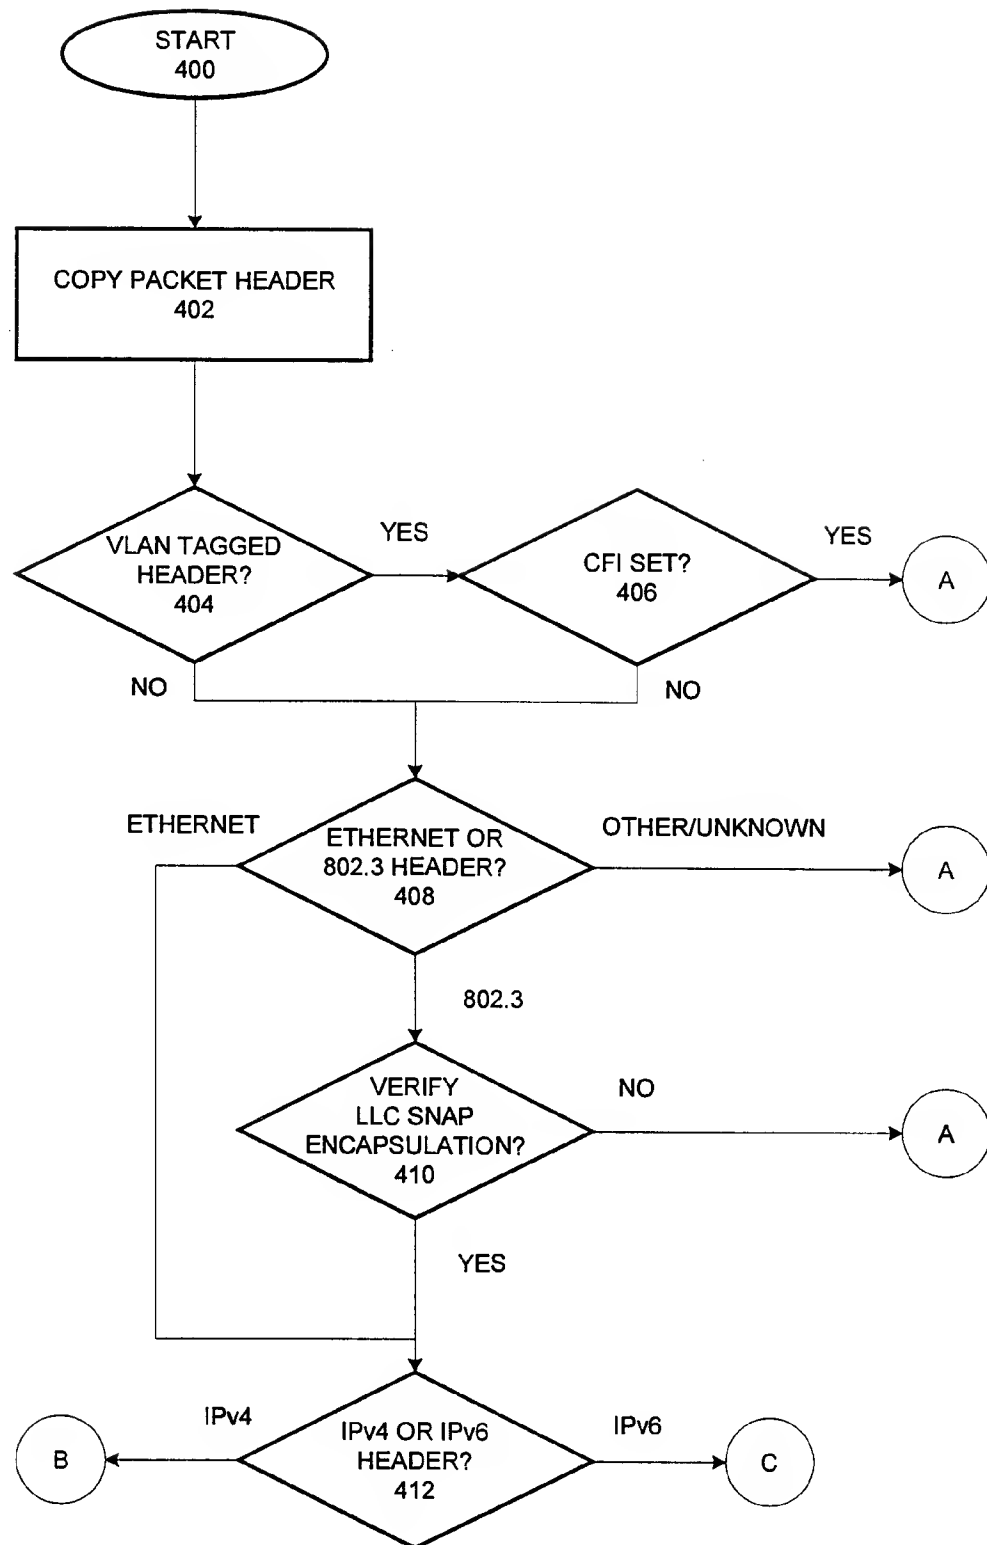 START
400
COPY PACKET HEADER
402
VLAN TAGGED
HEADER?
404
YES
CFI SET?
406
YES
A
NO
NO
ETHERNET
ETHERNET OR
802.3 HEADER?
408
OTHER/UNKNOWN
A
802.3
VERIFY
LLC SNAP
ENCAPSULATION?
410
NO
A
YES
IPv4
IPv4 OR IPv6
HEADER?
412
IPv6
B
C